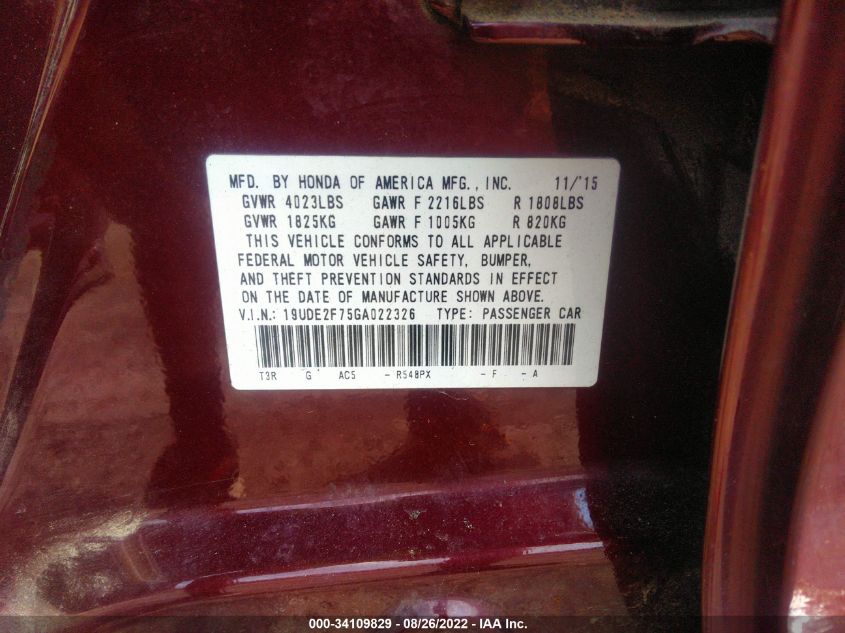 MFD. BY HONDA OF AMERICA MFG., INC. 11/'15
GVWR 4023LBS GAWR F 2216LBS R 1808LBS
GVWR 1825KG GAWR F 1005KG R 820KG
THIS VEHICLE CONFORMS TO ALL APPLICABLE
FEDERAL MOTOR VEHICLE SAFETY, BUMPER,
AND THEFT PREVENTION STANDARDS IN EFFECT
ON THE DATE OF MANUFACTURE SHOWN ABOVE.
V.I.N.: 19UDE2F75GA022326 TYPE: PASSENGER CAR
T3R G AC5 - R548PX - F - A
000-34109829 - 08/26/2022 - IAA Inc.